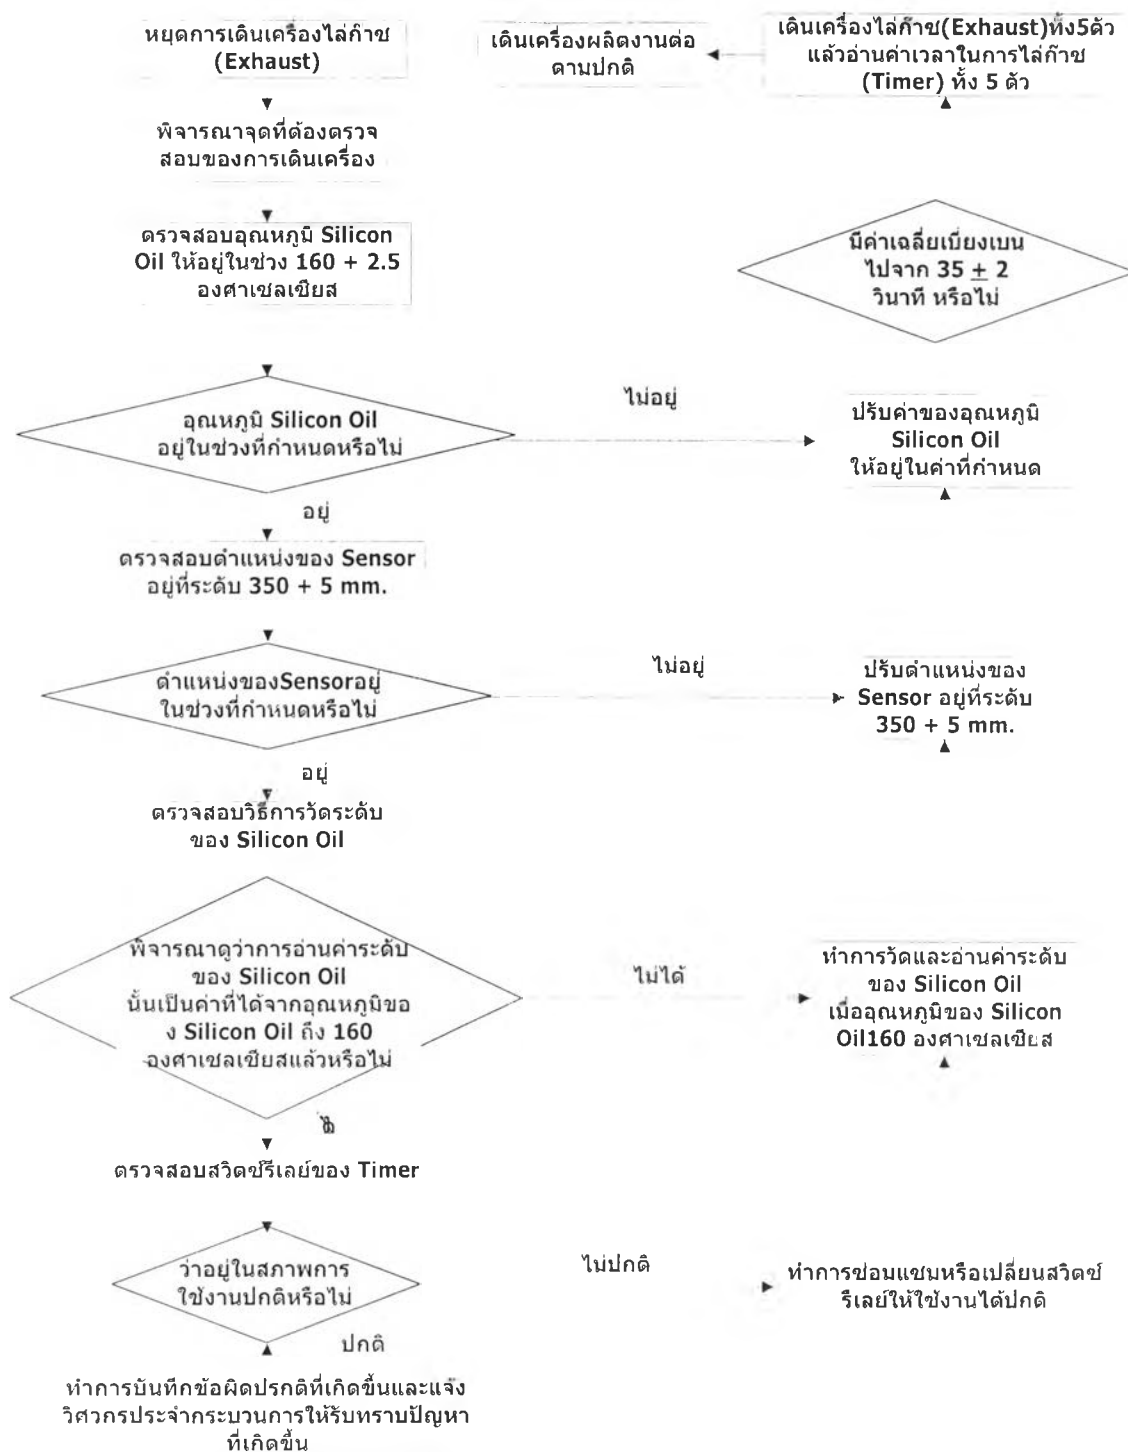 หยุดการเดินเครื่องไล่ก๊าซ
(Exhaust)
เดินเครื่องผลิตงานต่อ
ตามปกติ
เดินเครื่องไล่ก๊าซ(Exhaust)ทั้ง5ตัว
แล้วอ่านค่าเวลาในการไล่ก๊าซ
(Timer) ทั้ง 5 ตัว
พิจารณาจุดที่ต้องตรวจ
สอบของการเดินเครื่อง
ตรวจสอบอุณหภูมิ Silicon
Oil ให้อยู่ในช่วง 160 + 2.5
องศาเซลเซียส
มีค่าเฉลี่ยเบี่ยงเบน
ไปจาก 35 ± 2
วินาที หรือไม่
อุณหภูมิ Silicon Oil
อยู่ในช่วงที่กำหนดหรือไม่
ไม่อยู่
ปรับค่าของอุณหภูมิ
Silicon Oil
ให้อยู่ในค่าที่กำหนด
อยู่
ตรวจสอบตำแหน่งของ Sensor
อยู่ที่ระดับ 350 + 5 mm.
ตำแหน่งของSensorอยู่
ในช่วงที่กำหนดหรือไม่
ไม่อยู่
ปรับตำแหน่งของ
Sensor อยู่ที่ระดับ
350 + 5 mm.
อยู่
ตรวจสอบวิธีการวัดระดับ
ของ Silicon Oil
พิจารณาดูว่าการอ่านค่าระดับ
ของ Silicon Oil
นั้นเป็นค่าที่ได้จากอุณหภูมิขอ
ง Silicon Oil ถึง 160
องศาเซลเซียสแล้วหรือไม่
ไม่ได้
ทำการวัดและอ่านค่าระดับ
ของ Silicon Oil
เมื่ออุณหภูมิของ Silicon
Oil160 องศาเซลเซียส
ได้
ตรวจสอบสวิตซ์รีเลย์ของ Timer
ว่าอยู่ในสภาพการ
ใช้งานปกติหรือไม่
ไม่ปกติ
ทำการซ่อมแซมหรือเปลี่ยนสวิตซ์
รีเลย์ให้ใช้งานได้ปกติ
ปกติ
ทำการบันทึกข้อผิดปรกติที่เกิดขึ้นและแจ้ง
วิศวกรประจำกระบวนการให้รับทราบปัญหา
ที่เกิดขึ้น